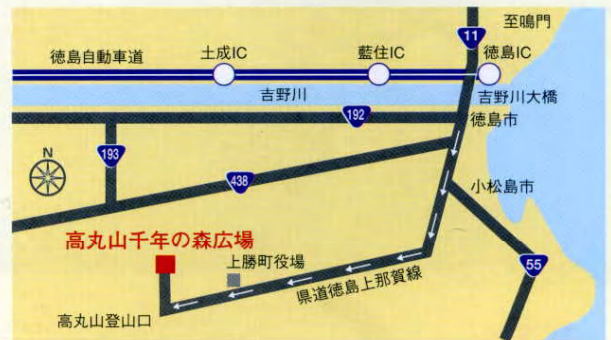 至鳴門
11
徳島自動車道
土成IC
藍住IC
徳島IC
吉野川
吉野川大橋
192
徳島市
193
N
438
小松島市
高丸山千年の森広場
上勝町役場
55
県道徳島上那賀線
高丸山登山口